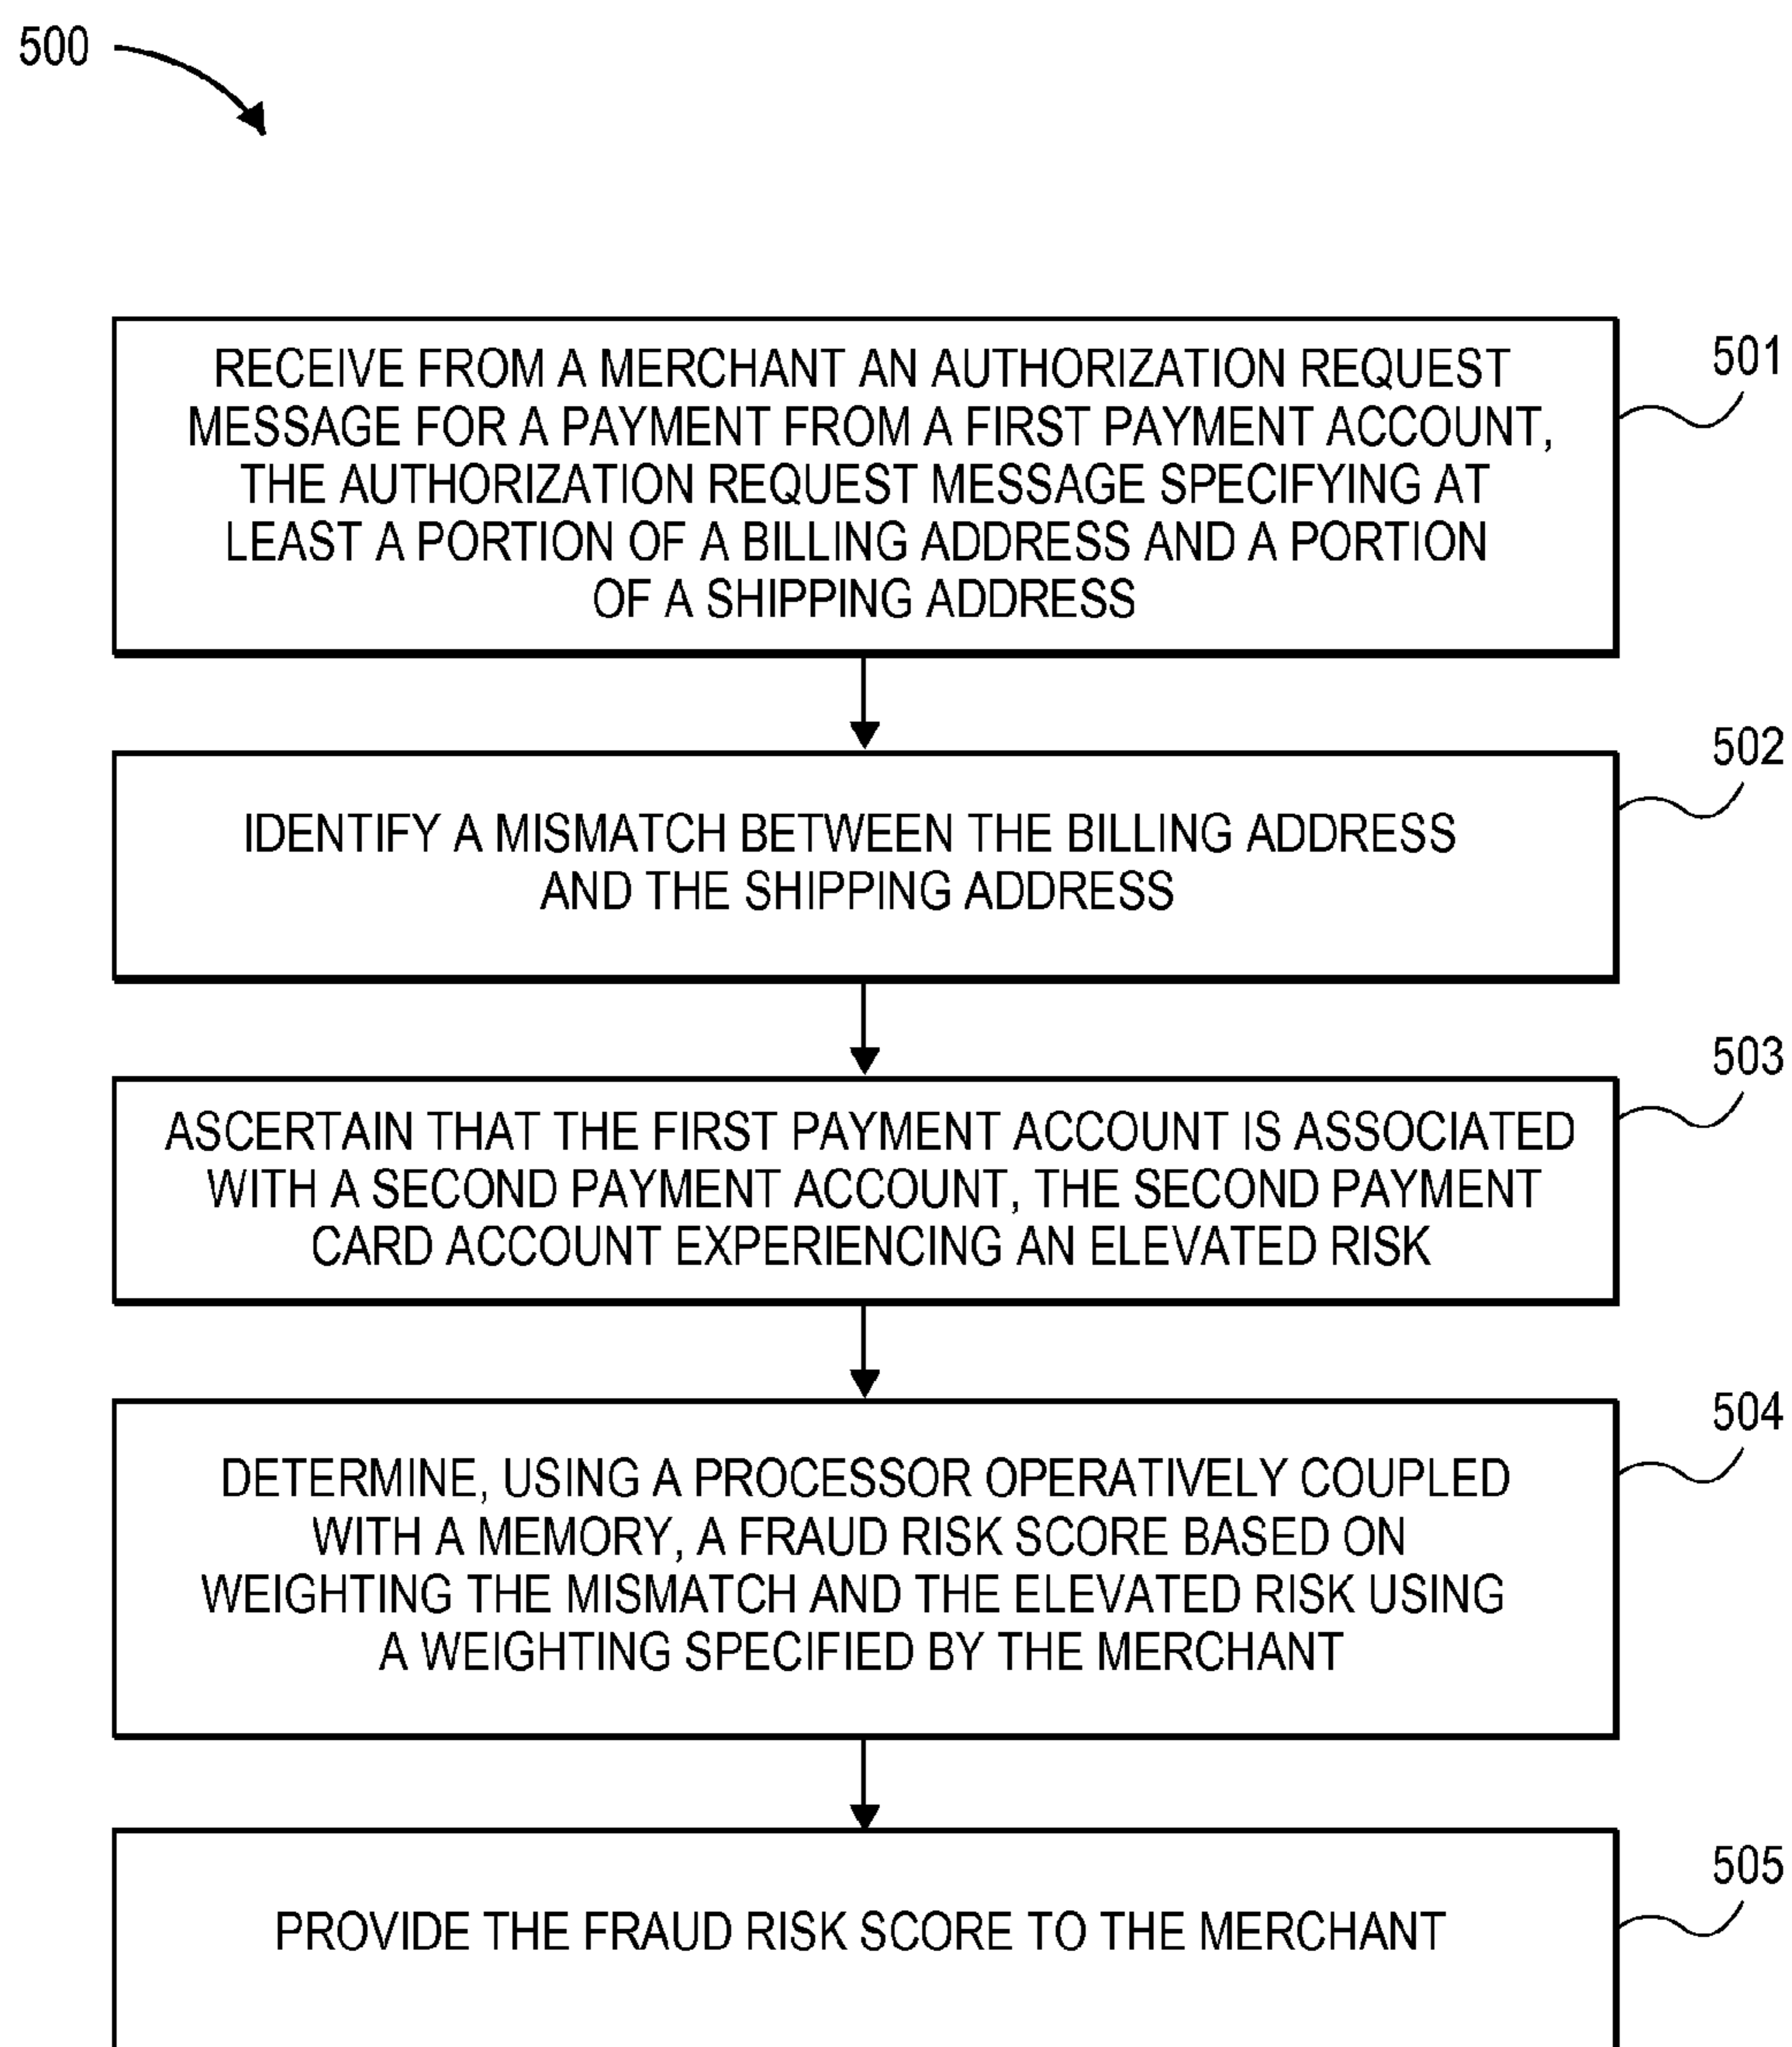 500
RECEIVE FROM A MERCHANT AN AUTHORIZATION REQUEST
MESSAGE FOR A PAYMENT FROM A FIRST PAYMENT ACCOUNT,
THE AUTHORIZATION REQUEST MESSAGE SPECIFYING AT
LEAST A PORTION OF A BILLING ADDRESS AND A PORTION
OF A SHIPPING ADDRESS
501
IDENTIFY A MISMATCH BETWEEN THE BILLING ADDRESS
AND THE SHIPPING ADDRESS
502
ASCERTAIN THAT THE FIRST PAYMENT ACCOUNT IS ASSOCIATED
WITH A SECOND PAYMENT ACCOUNT, THE SECOND PAYMENT
CARD ACCOUNT EXPERIENCING AN ELEVATED RISK
503
DETERMINE, USING A PROCESSOR OPERATIVELY COUPLED
WITH A MEMORY, A FRAUD RISK SCORE BASED ON
WEIGHTING THE MISMATCH AND THE ELEVATED RISK USING
A WEIGHTING SPECIFIED BY THE MERCHANT
504
PROVIDE THE FRAUD RISK SCORE TO THE MERCHANT
505